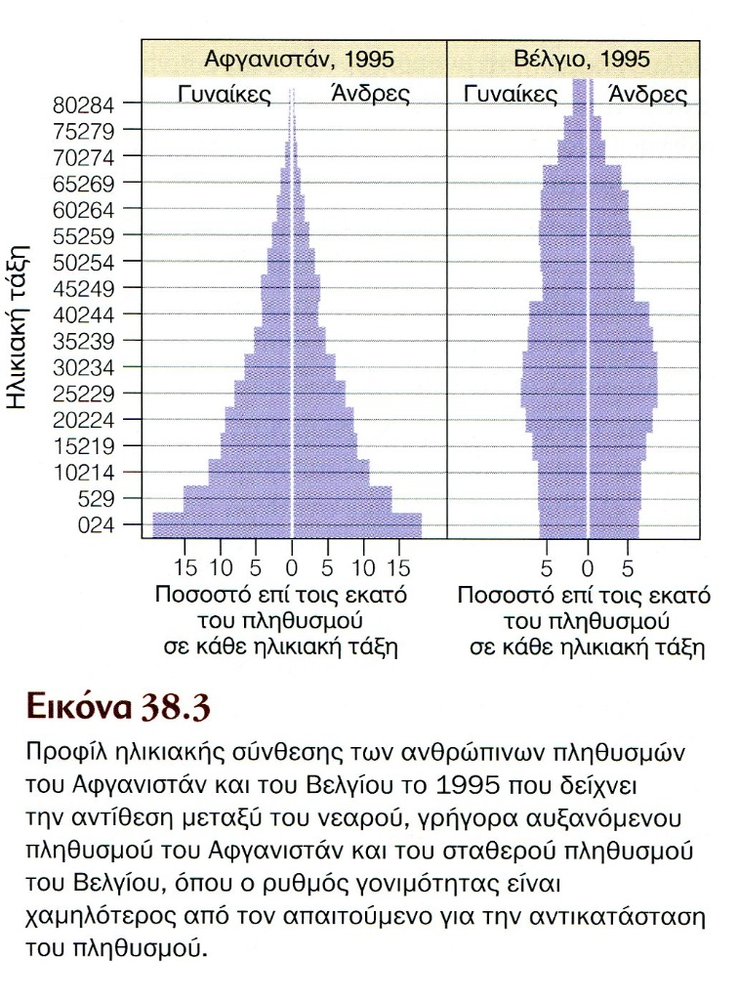 Αφγανιστάν, 1995
Βέλγιο, 1995
Γυναίκες Άνδρες
Γυναίκες Άνδρες
Ηλικιακή τάξη
80284
75279
70274
65269
60264
55259
50254
45249
40244
35239
30234
25229
20224
15219
10214
529
024
15 10 5 0 5 10 15
5 0 5
Ποσοστό επί τοις εκατό
του πληθυσμού
σε κάθε ηλικιακή τάξη
Ποσοστό επί τοις εκατό
του πληθυσμού
σε κάθε ηλικιακή τάξη
Εικόνα 38.3
Προφίλ ηλικιακής σύνθεσης των ανθρώπινων πληθυσμών
του Αφγανιστάν και του Βελγίου το 1995 που δείχνει
την αντίθεση μεταξύ του νεαρού, γρήγορα αυξανόμενου
πληθυσμού του Αφγανιστάν και του σταθερού πληθυσμού
του Βελγίου, όπου ο ρυθμός γονιμότητας είναι
χαμηλότερος από τον απαιτούμενο για την αντικατάσταση
του πληθυσμού.